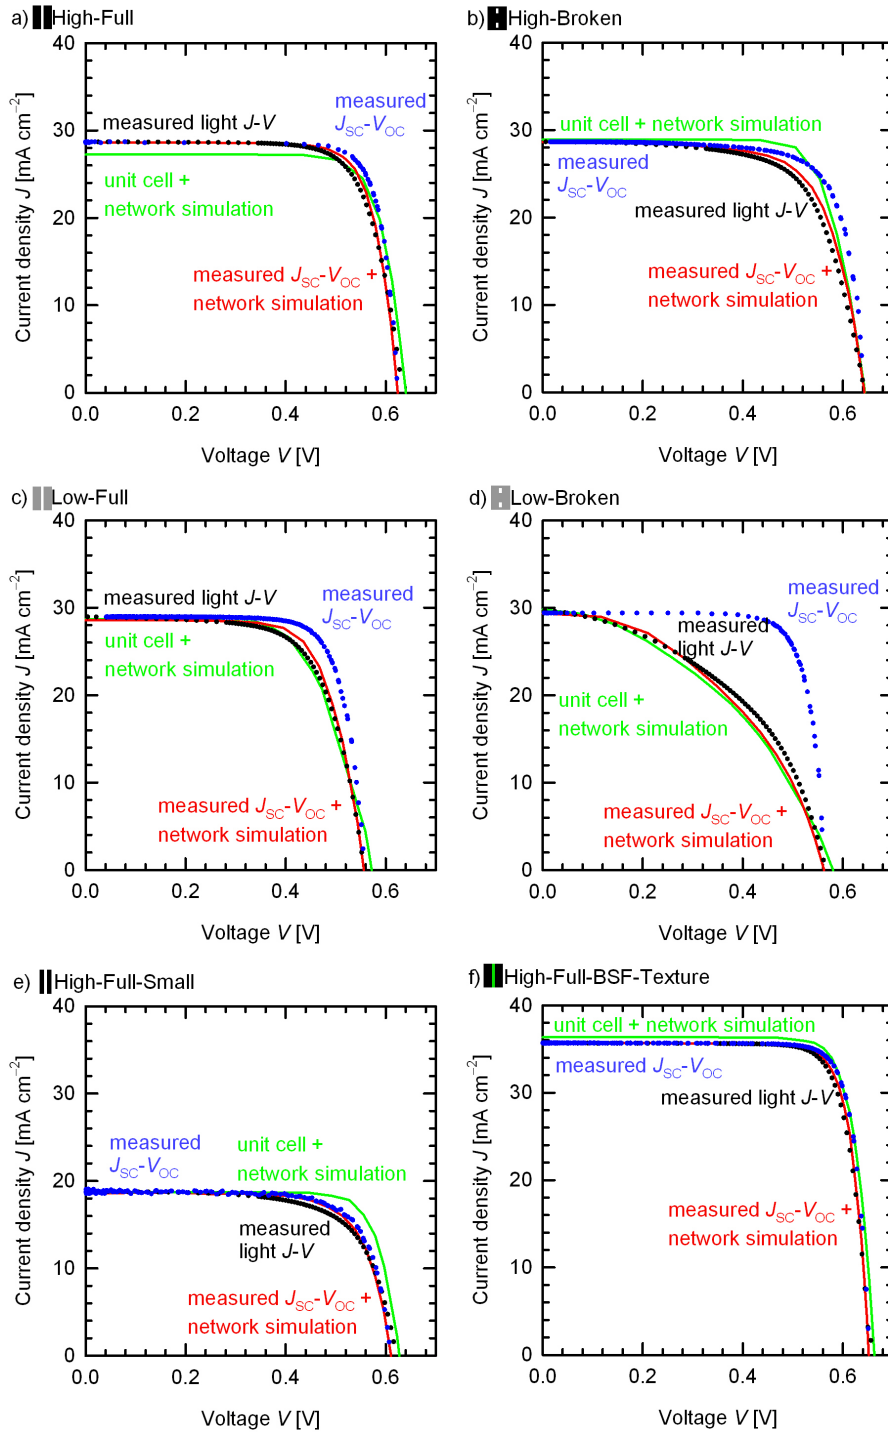 a) High-Full
40
30
20
10
0
0.0 0.2 0.4 0.6
Current density J [mA cm−2]
Voltage V [V]
measured light J-V
measured
JSC-VOC
unit cell +
network simulation
measured JSC-VOC +
network simulation
b) High-Broken
40
30
20
10
0
0.0 0.2 0.4 0.6
Current density J [mA cm−2]
Voltage V [V]
unit cell + network simulation
measured
JSC-VOC
measured light J-V
measured JSC-VOC +
network simulation
c) Low-Full
40
30
20
10
0
0.0 0.2 0.4 0.6
Current density J [mA cm−2]
Voltage V [V]
measured light J-V
measured
JSC-VOC
unit cell +
network simulation
measured JSC-VOC +
network simulation
d) Low-Broken
40
30
20
10
0
0.0 0.2 0.4 0.6
Current density J [mA cm−2]
Voltage V [V]
measured
JSC-VOC
measured
light J-V
unit cell +
network simulation
measured JSC-VOC +
network simulation
e) High-Full-Small
40
30
20
10
0
0.0 0.2 0.4 0.6
Current density J [mA cm−2]
Voltage V [V]
measured
JSC-VOC
unit cell +
network simulation
measured
light J-V
measured JSC-VOC +
network simulation
f) High-Full-BSF-Texture
40
30
20
10
0
0.0 0.2 0.4 0.6
Current density J [mA cm−2]
Voltage V [V]
unit cell + network simulation
measured JSC-VOC
measured light J-V
measured JSC-VOC +
network simulation